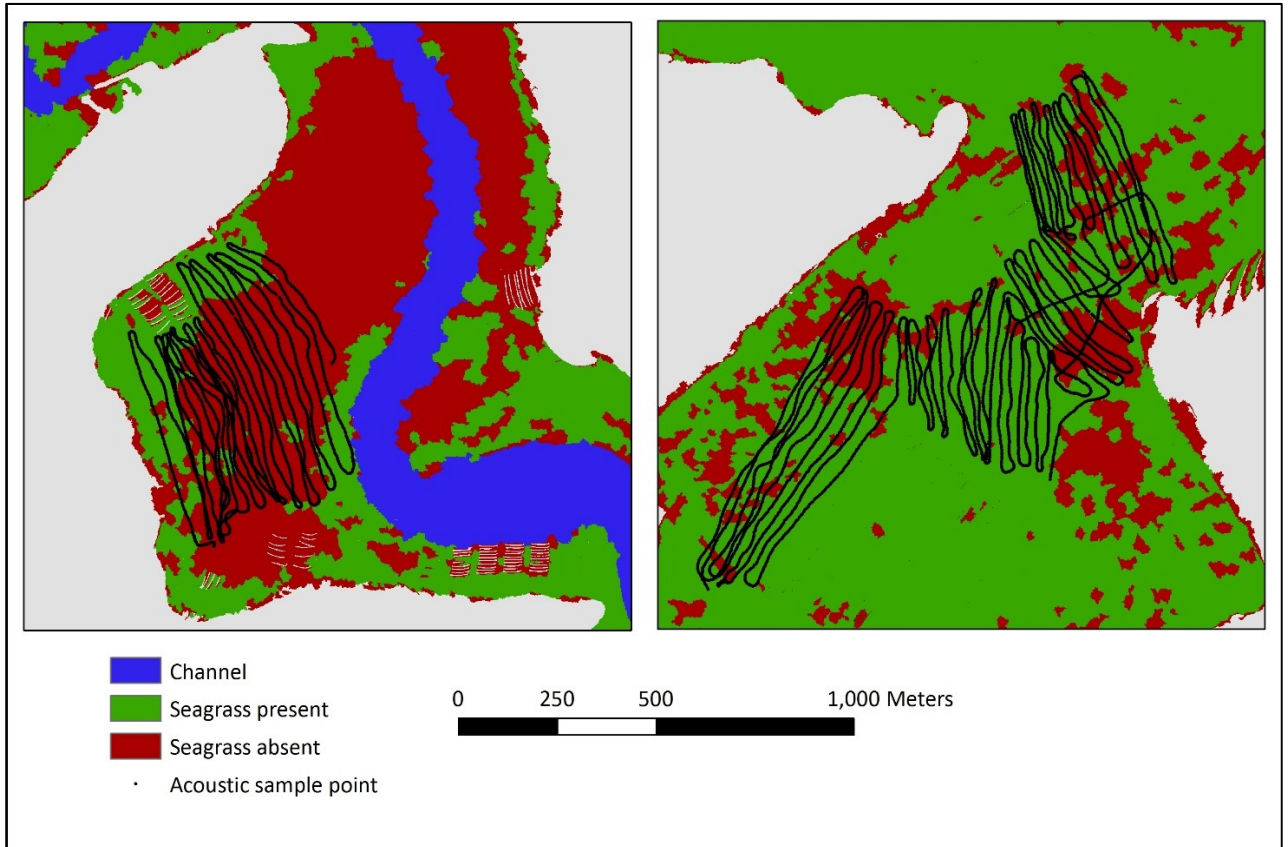 Channel
Seagrass present
Seagrass absent
Acoustic sample point
0 250 500 1,000 Meters